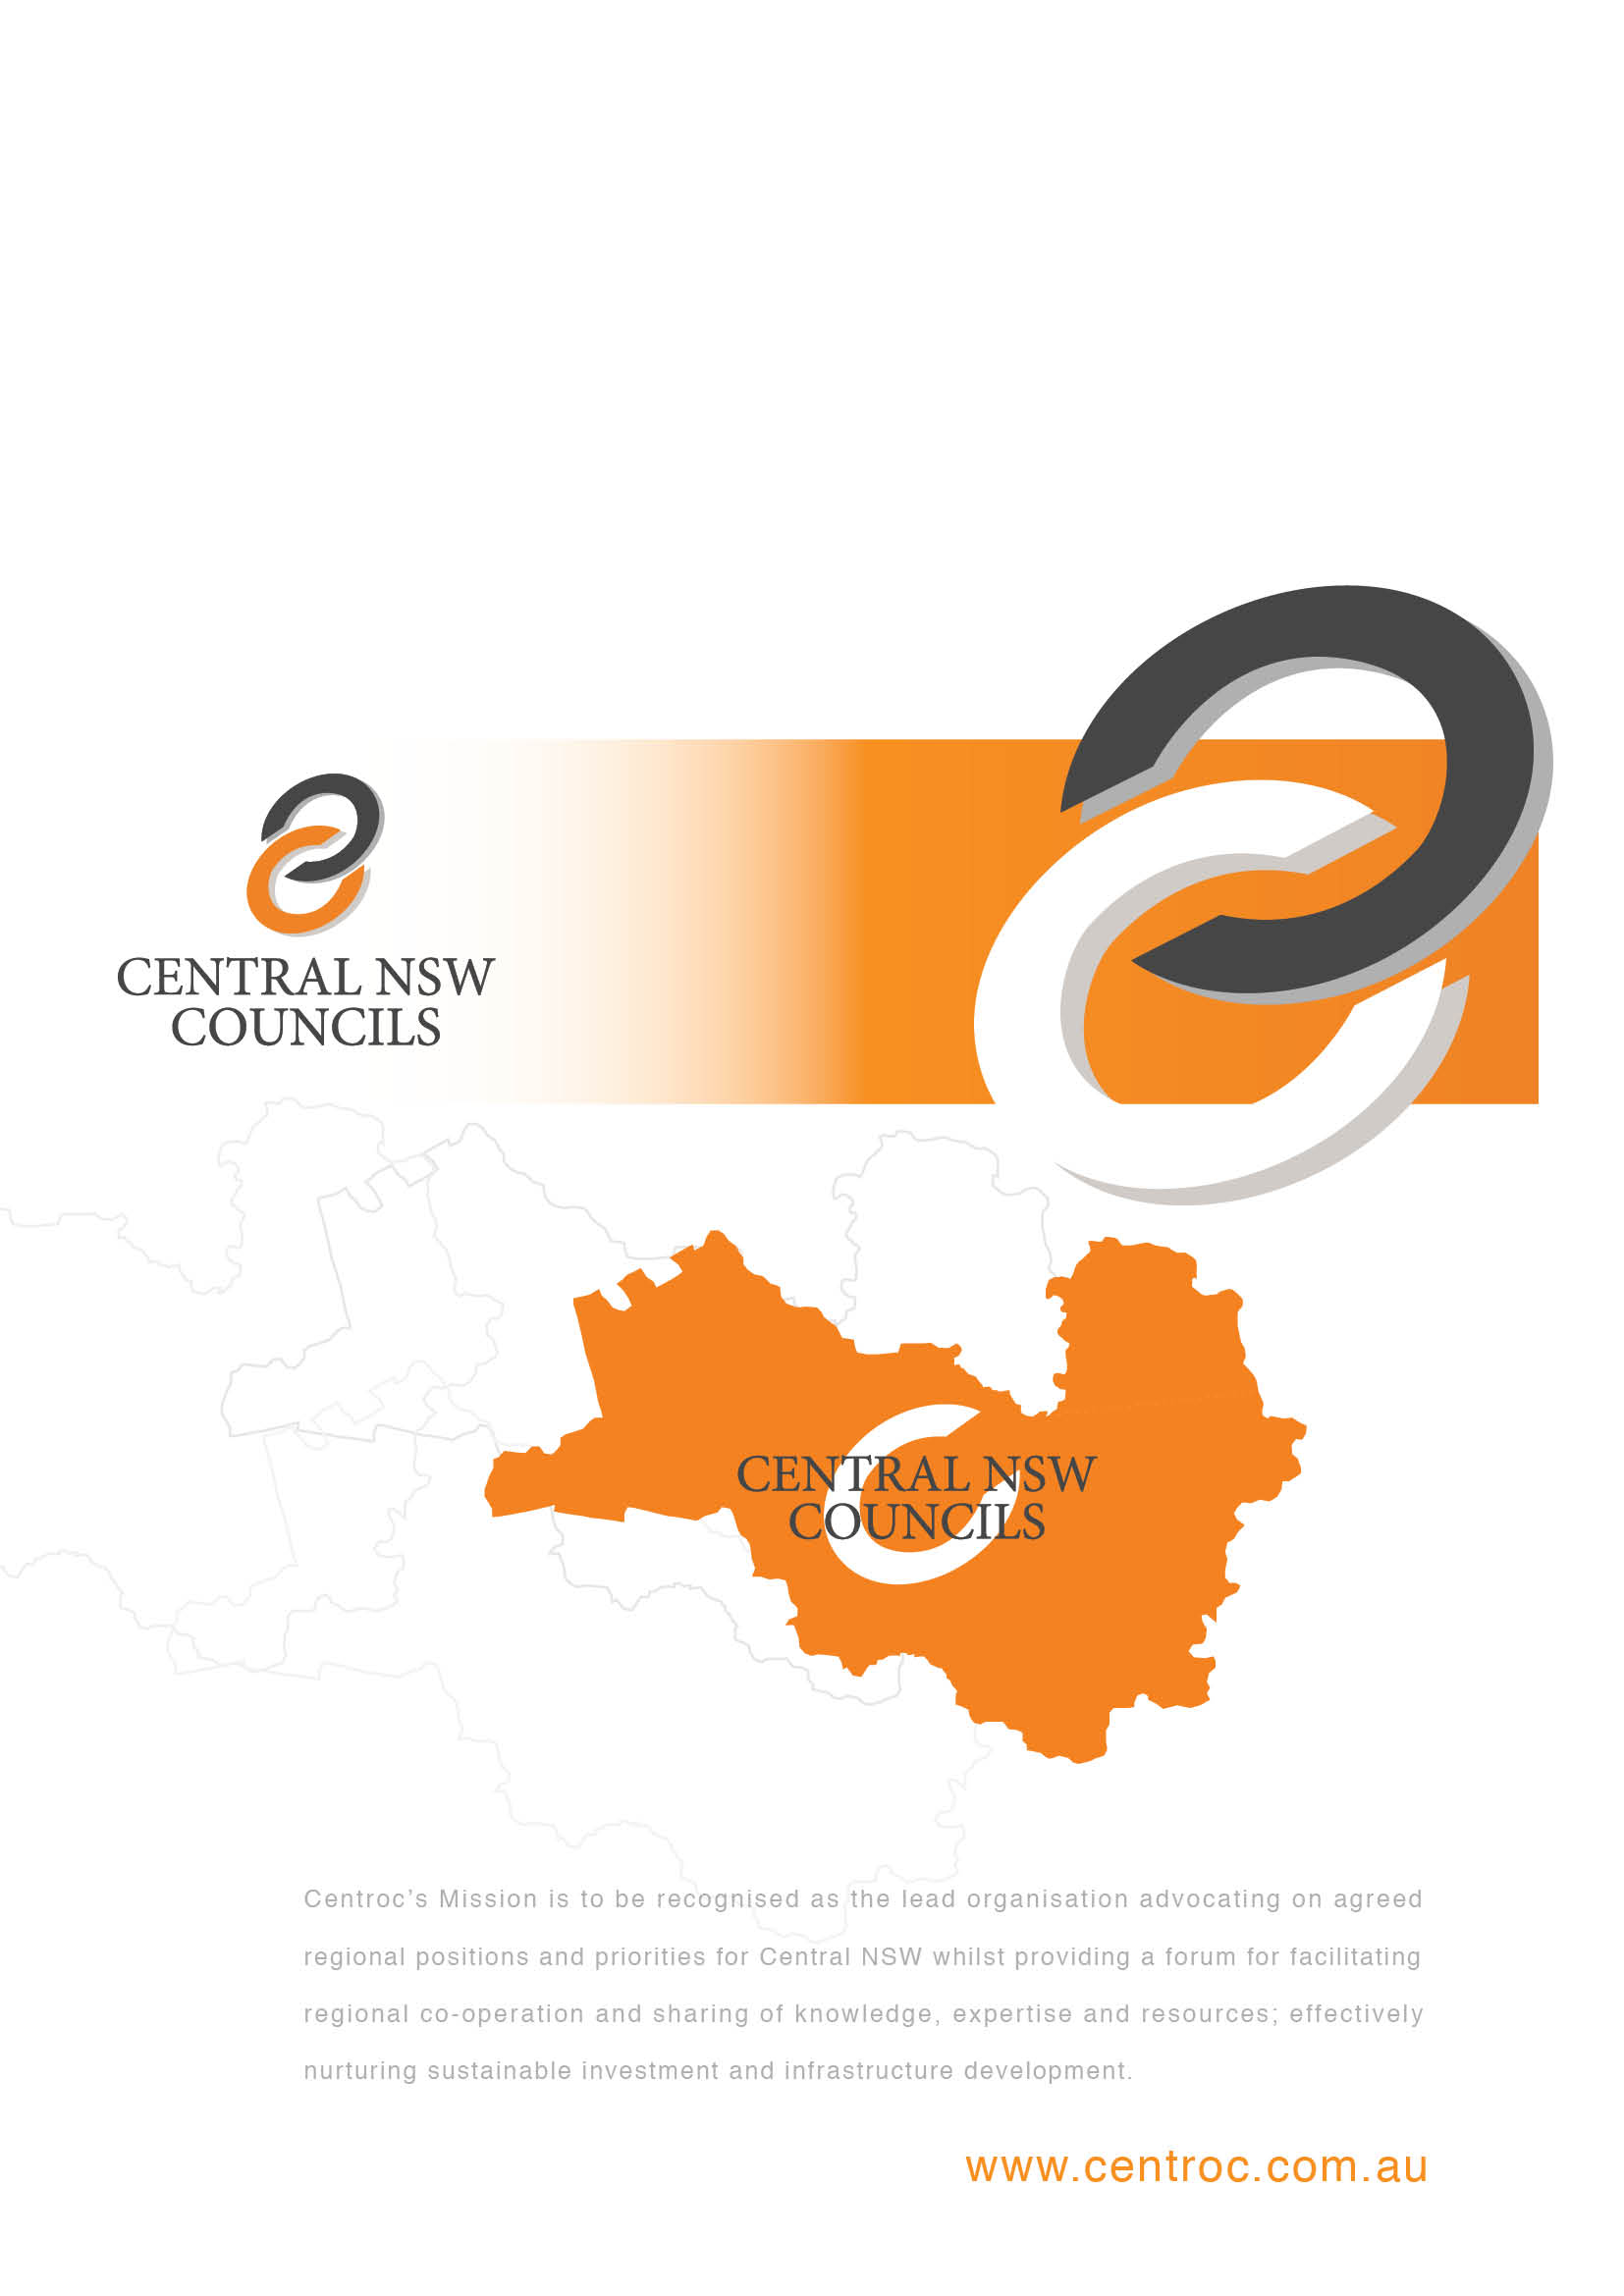 CENTRAL NSW
COUNCILS
CENTRAL NSW
COUNCILS
Centroc’s Mission is to be recognised as the lead organisation advocating on agreed
regional positions and priorities for Central NSW whilst providing a forum for facilitating
regional co-operation and sharing of knowledge, expertise and resources; effectively
nurturing sustainable investment and infrastructure development.
www.centroc.com.au